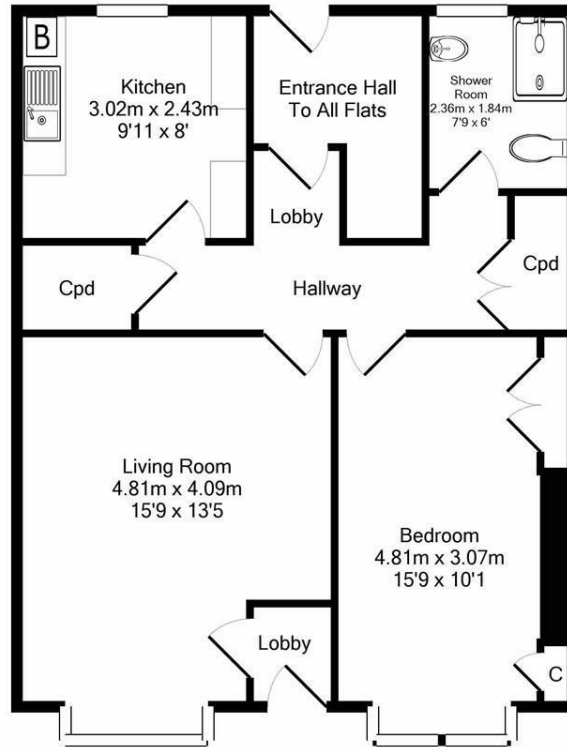 B
Kitchen
3.02m x 2.43m
9'11 x 8'
Entrance Hall
To All Flats
Shower
Room
2.36m x 1.84m
7'9 x 6'
Lobby
Cpd
Hallway
Cpd
Living Room
4.81m x 4.09m
15'9 x 13'5
Bedroom
4.81m x 3.07m
15'9 x 10'1
Lobby
C